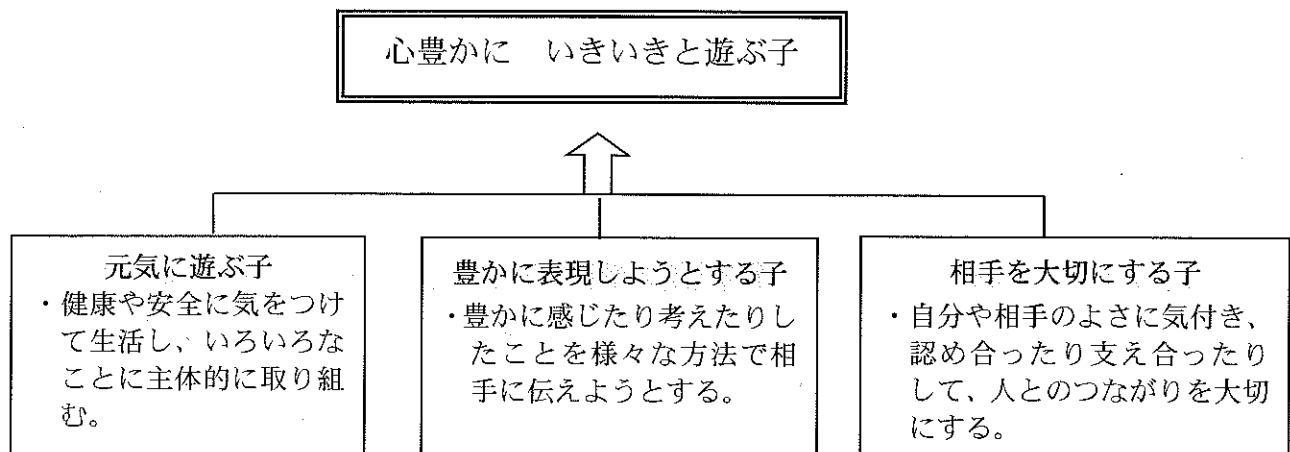 心豊かに　いきいきと遊ぶ子
元気に遊ぶ子
・健康や安全に気をつけ
て生活し、いろいろな
ことに主体的に取り組
む。
豊かに表現しようとする子
・豊かに感じたり考えたりし
たことを様々な方法で相
手に伝えようとする。
相手を大切にする子
・自分や相手のよさに気付き、
認め合ったり支え合ったり
して、人とのつながりを大切
にする。